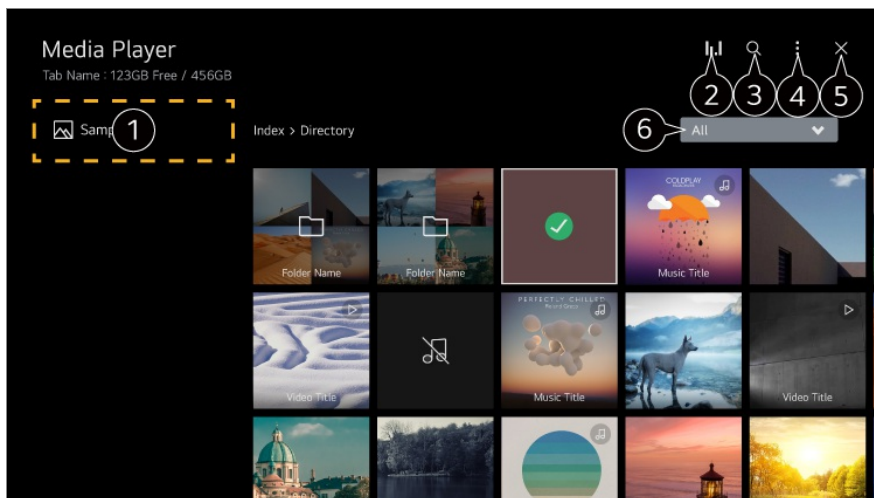 Media Player
Tab Name : 123GB Free / 456GB
2
3
4
5
1
Index > Directory
6
All
Folder Name
Folder Name
COLDPLAY
Music Title
Video Title
PERFECTLY CHILLED
Music Title
Video Title